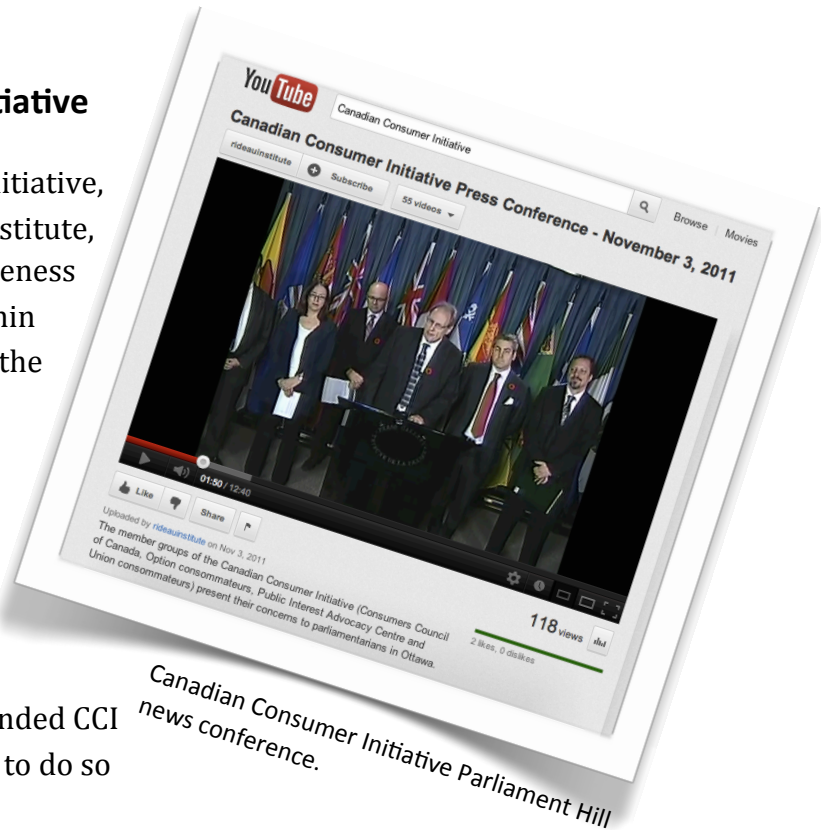 tiative
itiative,
stitute,
eness
hin
the
nded CCI
to do so
YouTube
Canadian Consumer Initiative
Browse | Movies
Canadian Consumer Initiative Press Conference - November 3, 2011
rideauinstitute
Subscribe
55 videos
01:50 / 12:40
Like
Share
Uploaded by rideauinstitute on Nov 3, 2011
The member groups of the Canadian Consumer Initiative (Consumers Council
of Canada, Option consommateurs, Public Interest Advocacy Centre and
Union consommateurs) present their concerns to parliamentarians in Ottawa.
118 views
2 likes, 0 dislikes
Canadian Consumer Initiative Parliament Hill
news conference.